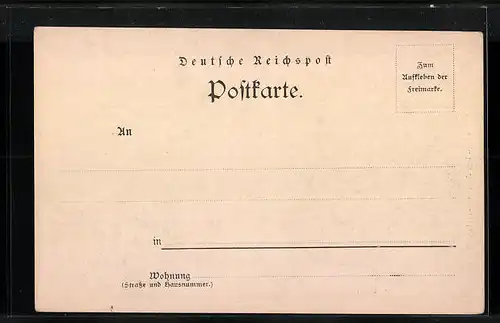 Deutsche Reichspost
Postkarte.
Zum
Aufkleben der
Freimarke.
An
in
Wohnung
(Straße und Hausnummer.)